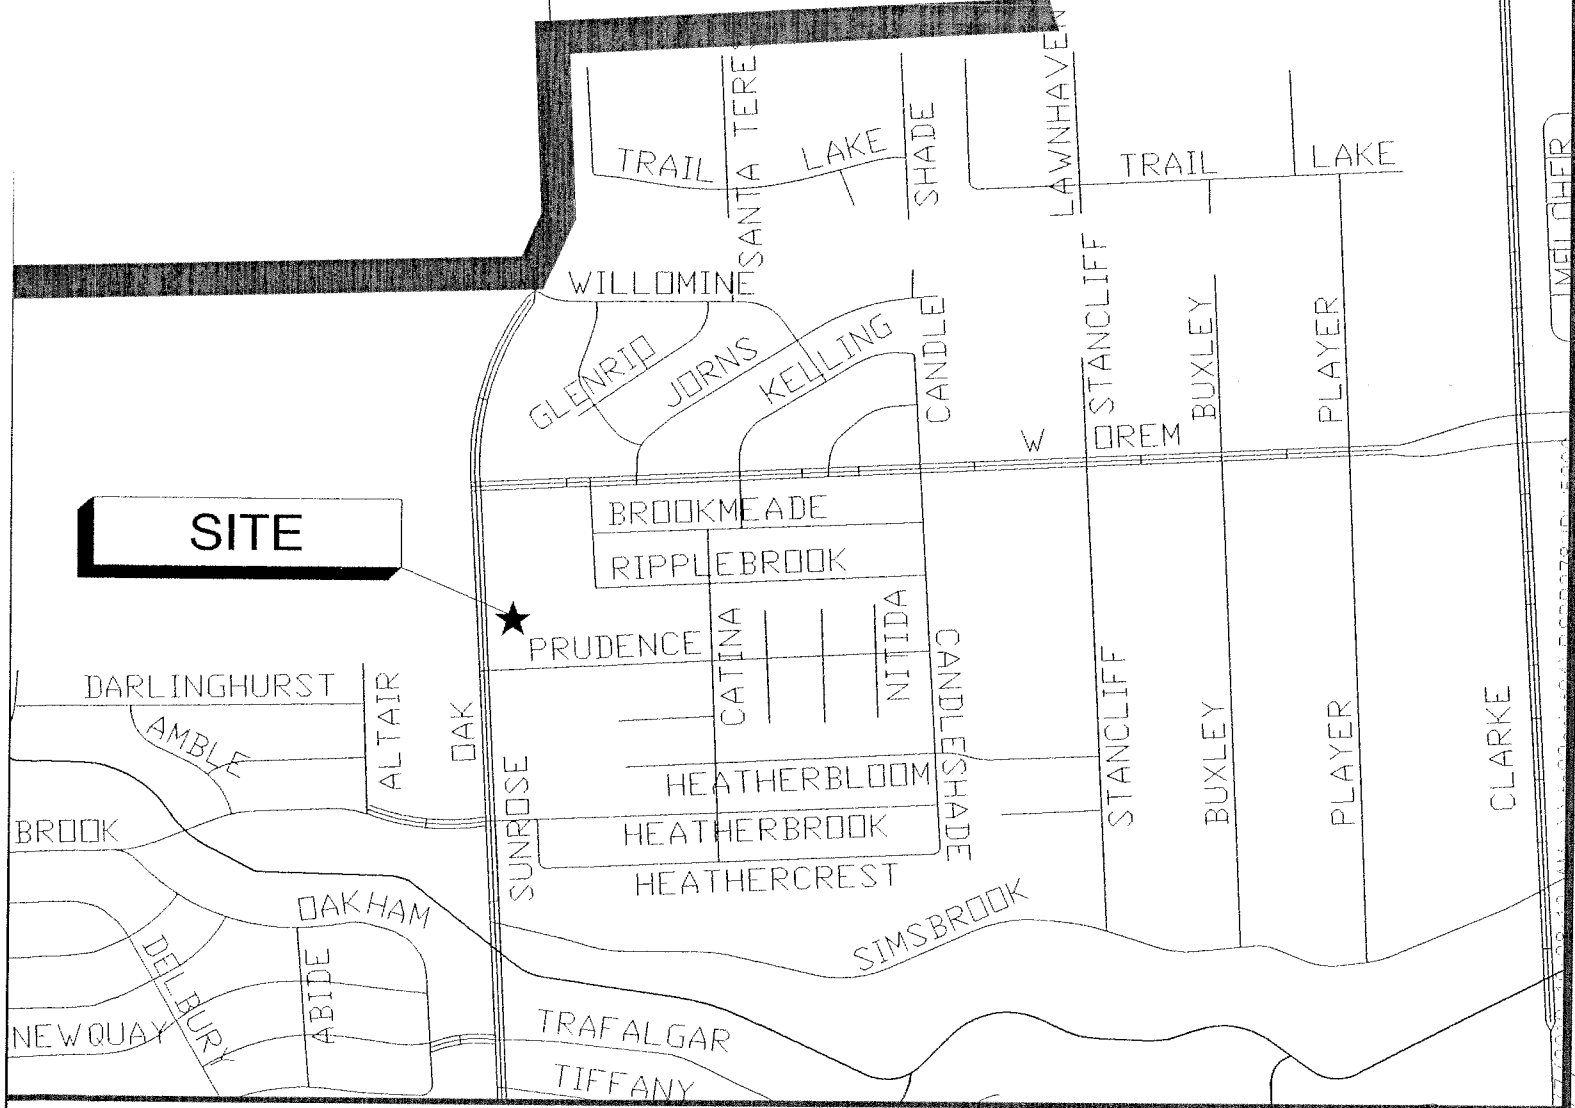 SANTA TERES
LAWNHAVEN
TRAIL
LAKE
SHADE
TRAIL
LAKE
MELCHER
WILLOMINE
STANCLIFF
CANDLE
BUXLEY
PLAYER
GLENRIO
JORNS
KELLING
W OREM
SITE
BROOKMEADE
RIPPLEBROOK
PRUDENCE
CATINA
NITIDA
CANDLESHADE
DARLINGHURST
ALTAIR
OAK
AMBLE
STANCLIFF
BUXLEY
PLAYER
CLARKE
SUNROSE
HEATHERBLOOM
BROOK
HEATHERBROOK
HEATHERCREST
OAKHAM
SIMSBROOK
DELBURY
ABIDE
NEWQUAY
TRAFALGAR
TIFFANY